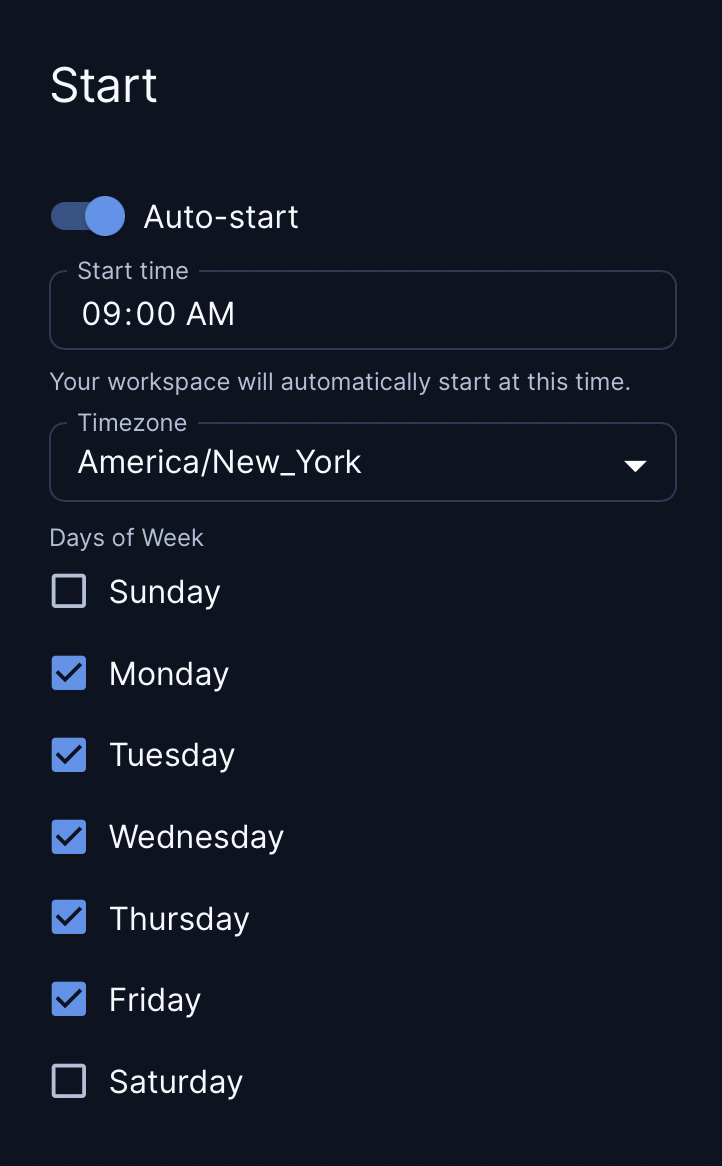 Start
Auto-start
Start time
09:00 AM
Your workspace will automatically start at this time.
Timezone
America/New_York
Days of Week
Sunday
Monday
Tuesday
Wednesday
Thursday
Friday
Saturday